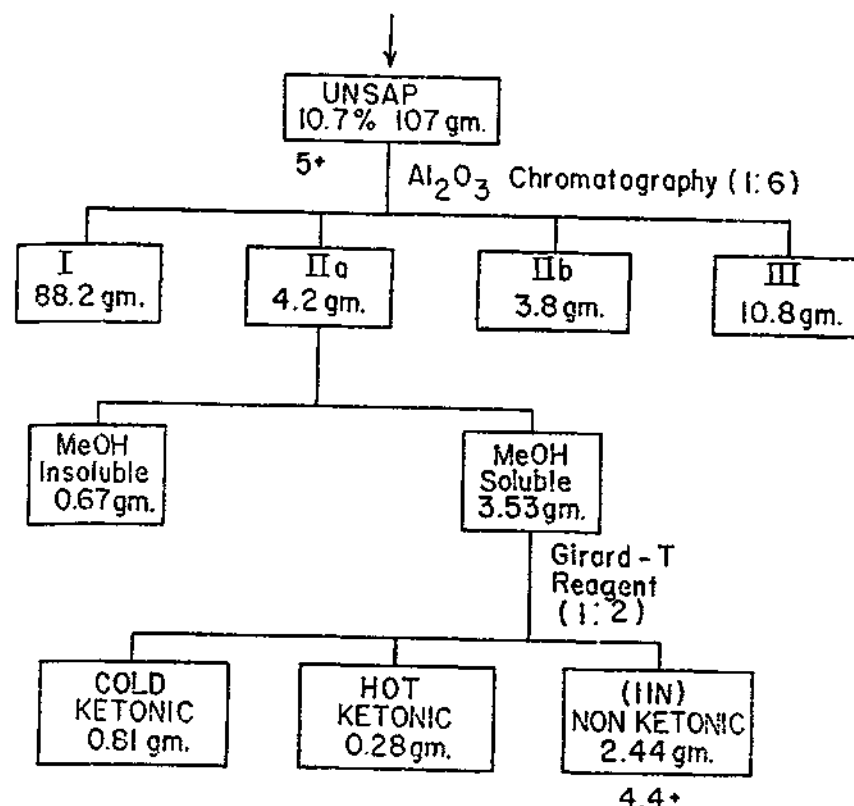 UNSAP
10.7% 107 gm.
5+
Al₂O₃ Chromatography (1:6)
I
88.2 gm.
IIa
4.2 gm.
IIb
3.8 gm.
III
10.8 gm.
MeOH
Insoluble
0.67 gm.
MeOH
Soluble
3.53 gm.
Girard-T
Reagent
(1:2)
COLD
KETONIC
0.81 gm.
HOT
KETONIC
0.28 gm.
(IIN)
NON KETONIC
2.44 gm.
4.4+